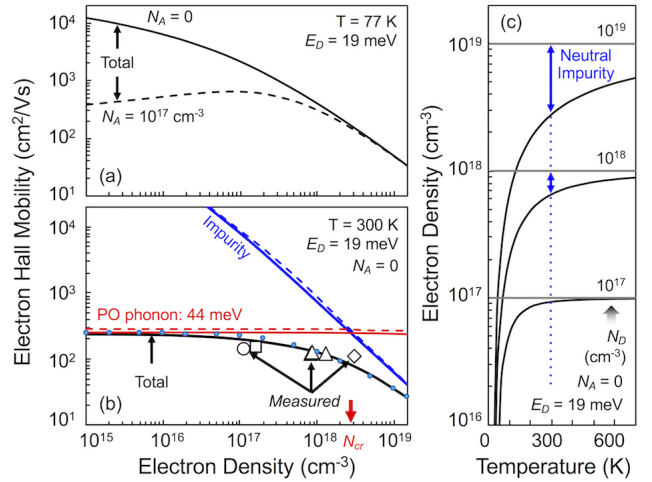 Electron Hall Mobility (cm²/Vs)
10⁴
10³
10²
10¹
N_A = 0
T = 77 K
E_D = 19 meV
Total
N_A = 10¹⁷ cm⁻³
(a)
10⁴
10³
10²
10¹
Impurity
T = 300 K
E_D = 19 meV
N_A = 0
PO phonon: 44 meV
Total
Measured
(b)
N_cr
10¹⁵
10¹⁶
10¹⁷
10¹⁸
10¹⁹
Electron Density (cm⁻³)
(c)
Electron Density (cm⁻³)
10¹⁹
10¹⁸
10¹⁷
10¹⁶
10¹⁹
Neutral
Impurity
10¹⁸
10¹⁷
N_D
(cm⁻³)
N_A = 0
E_D = 19 meV
0
300
600
Temperature (K)